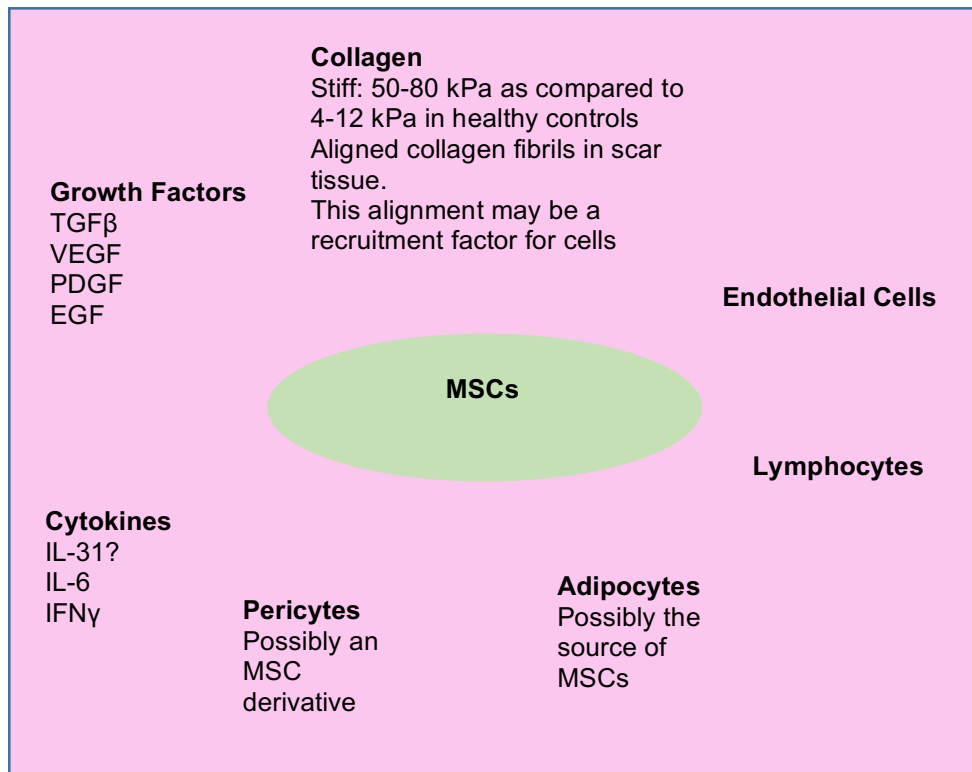 Collagen
Stiff: 50-80 kPa as compared to
4-12 kPa in healthy controls
Aligned collagen fibrils in scar
tissue.
This alignment may be a
recruitment factor for cells
Growth Factors
TGFβ
VEGF
PDGF
EGF
Endothelial Cells
MSCs
Lymphocytes
Cytokines
IL-31?
IL-6
IFNγ
Pericytes
Possibly an
MSC
derivative
Adipocytes
Possibly the
source of
MSCs